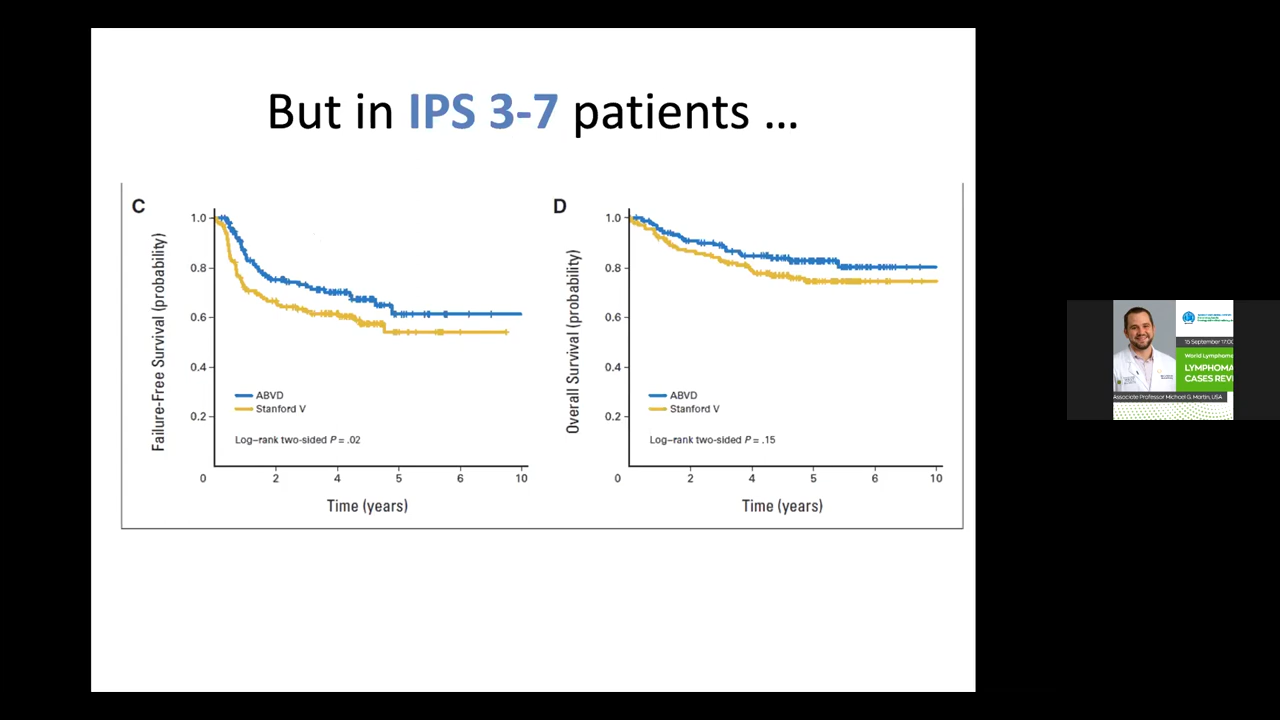 But in IPS 3-7 patients ...
C
Failure-Free Survival (probability)
1.0
0.8
0.6
0.4
0.2
0
2
4
5
6
10
ABVD
Stanford V
Log–rank two-sided P = .02
Time (years)
D
Overall Survival (probability)
1.0
0.8
0.6
0.4
0.2
0
2
4
5
6
10
ABVD
Stanford V
Log–rank two-sided P = .15
Time (years)
15 September 17:00
World Lymphoma
LYMPHOMA
CASES REVI
Associate Professor Michael G. Martin, USA